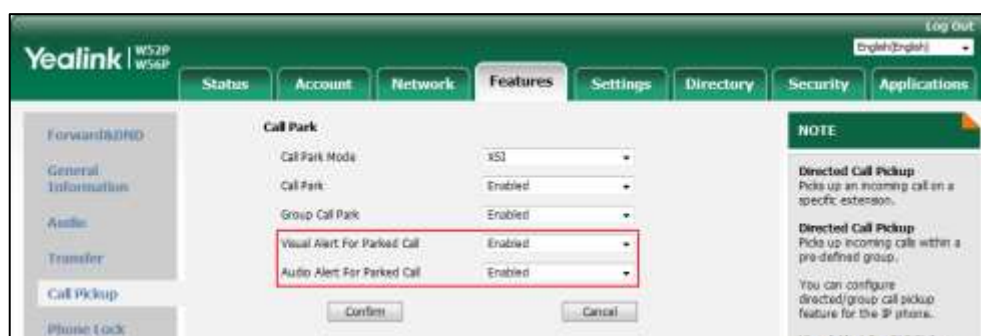 Log Out
English(English)
Yealink | W52P W56P
Status Account Network Features Settings Directory Security Applications
Forward&DND
General Information
Audio
Transfer
Call Pickup
Phone Lock
Call Park
Call Park Mode XSI
Call Park Enabled
Group Call Park Enabled
Visual Alert For Parked Call Enabled
Audio Alert For Parked Call Enabled
Confirm Cancel
NOTE
Directed Call Pickup
Picks up an incoming call on a
specific extension.
Directed Call Pickup
Picks up incoming calls within a
pre-defined group.
You can configure
directed/group call pickup
feature for the IP phone.